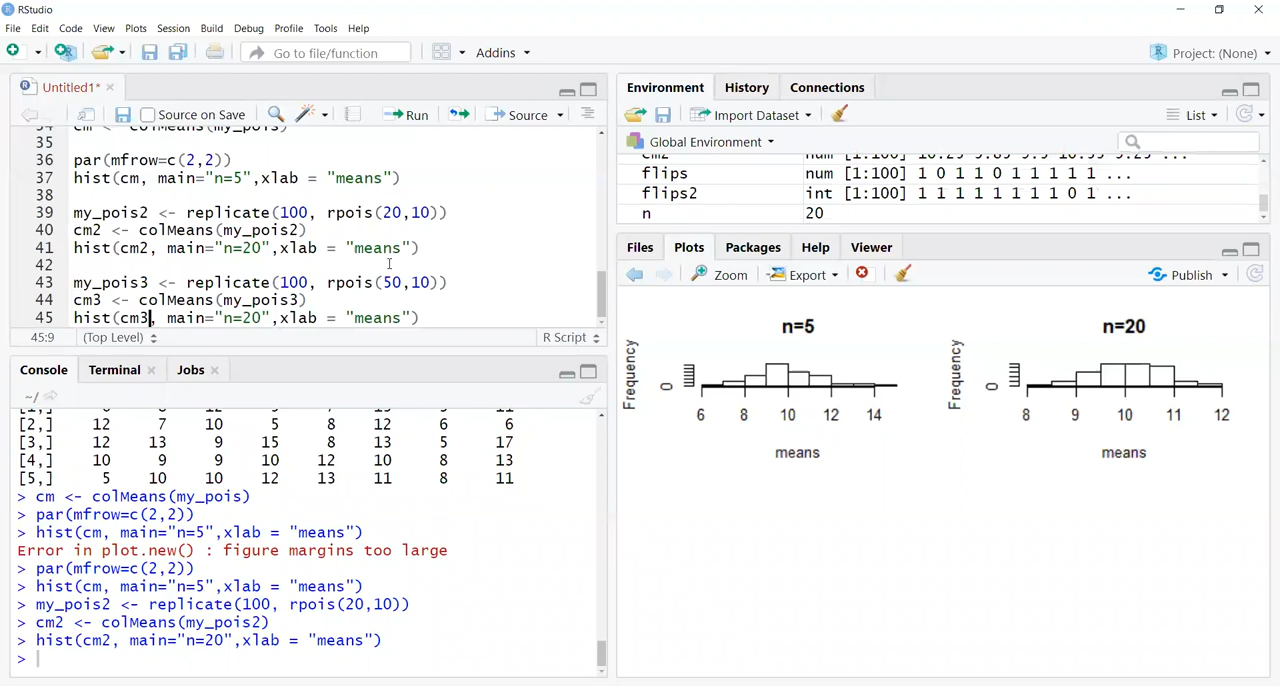 RStudio
File Edit Code View Plots Session Build Debug Profile Tools Help
Go to file/function Addins Project: (None)
Untitled1*
Source on Save Run Source
34 cm <- colMeans(my_pois)
35
36 par(mfrow=c(2,2))
37 hist(cm, main="n=5",xlab = "means")
38
39 my_pois2 <- replicate(100, rpois(20,10))
40 cm2 <- colMeans(my_pois2)
41 hist(cm2, main="n=20",xlab = "means")
42
43 my_pois3 <- replicate(100, rpois(50,10))
44 cm3 <- colMeans(my_pois3)
45 hist(cm3, main="n=20",xlab = "means")
45:9 (Top Level) R Script
Console Terminal Jobs
~/
[2,] 12 7 10 5 8 12 6 6
[3,] 12 13 9 15 8 13 5 17
[4,] 10 9 9 10 12 10 8 13
[5,] 5 10 10 12 13 11 8 11
> cm <- colMeans(my_pois)
> par(mfrow=c(2,2))
> hist(cm, main="n=5",xlab = "means")
Error in plot.new() : figure margins too large
> par(mfrow=c(2,2))
> hist(cm, main="n=5",xlab = "means")
> my_pois2 <- replicate(100, rpois(20,10))
> cm2 <- colMeans(my_pois2)
> hist(cm2, main="n=20",xlab = "means")
>
Environment History Connections
Import Dataset List
Global Environment
flips num [1:100] 1 0 1 1 0 1 1 1 1 1 ...
flips2 int [1:100] 1 1 1 1 1 1 1 1 0 1 ...
n 20
Files Plots Packages Help Viewer
Zoom Export Publish
n=5
Frequency
0
6 8 10 12 14
means
n=20
Frequency
0
8 9 10 11 12
means